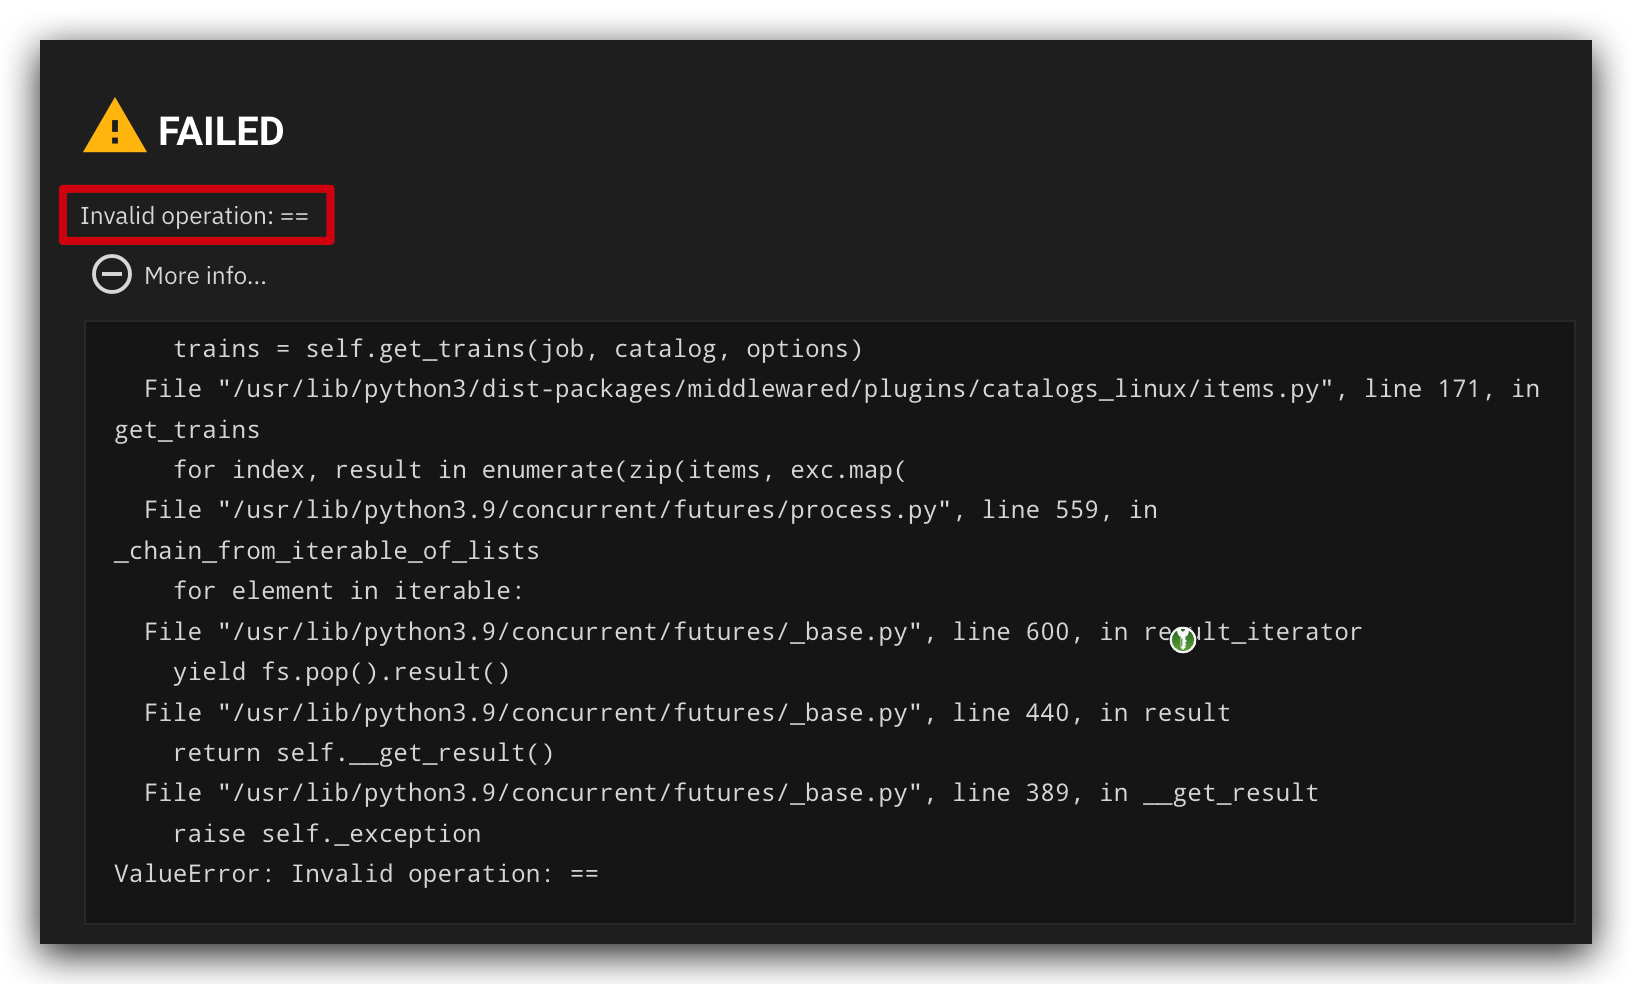 FAILED
Invalid operation: ==
More info...
trains = self.get_trains(job, catalog, options)
File "/usr/lib/python3/dist-packages/middlewared/plugins/catalogs_linux/items.py", line 171, in
get_trains
for index, result in enumerate(zip(items, exc.map(
File "/usr/lib/python3.9/concurrent/futures/process.py", line 559, in
_chain_from_iterable_of_lists
for element in iterable:
File "/usr/lib/python3.9/concurrent/futures/_base.py", line 600, in result_iterator
yield fs.pop().result()
File "/usr/lib/python3.9/concurrent/futures/_base.py", line 440, in result
return self.__get_result()
File "/usr/lib/python3.9/concurrent/futures/_base.py", line 389, in __get_result
raise self._exception
ValueError: Invalid operation: ==